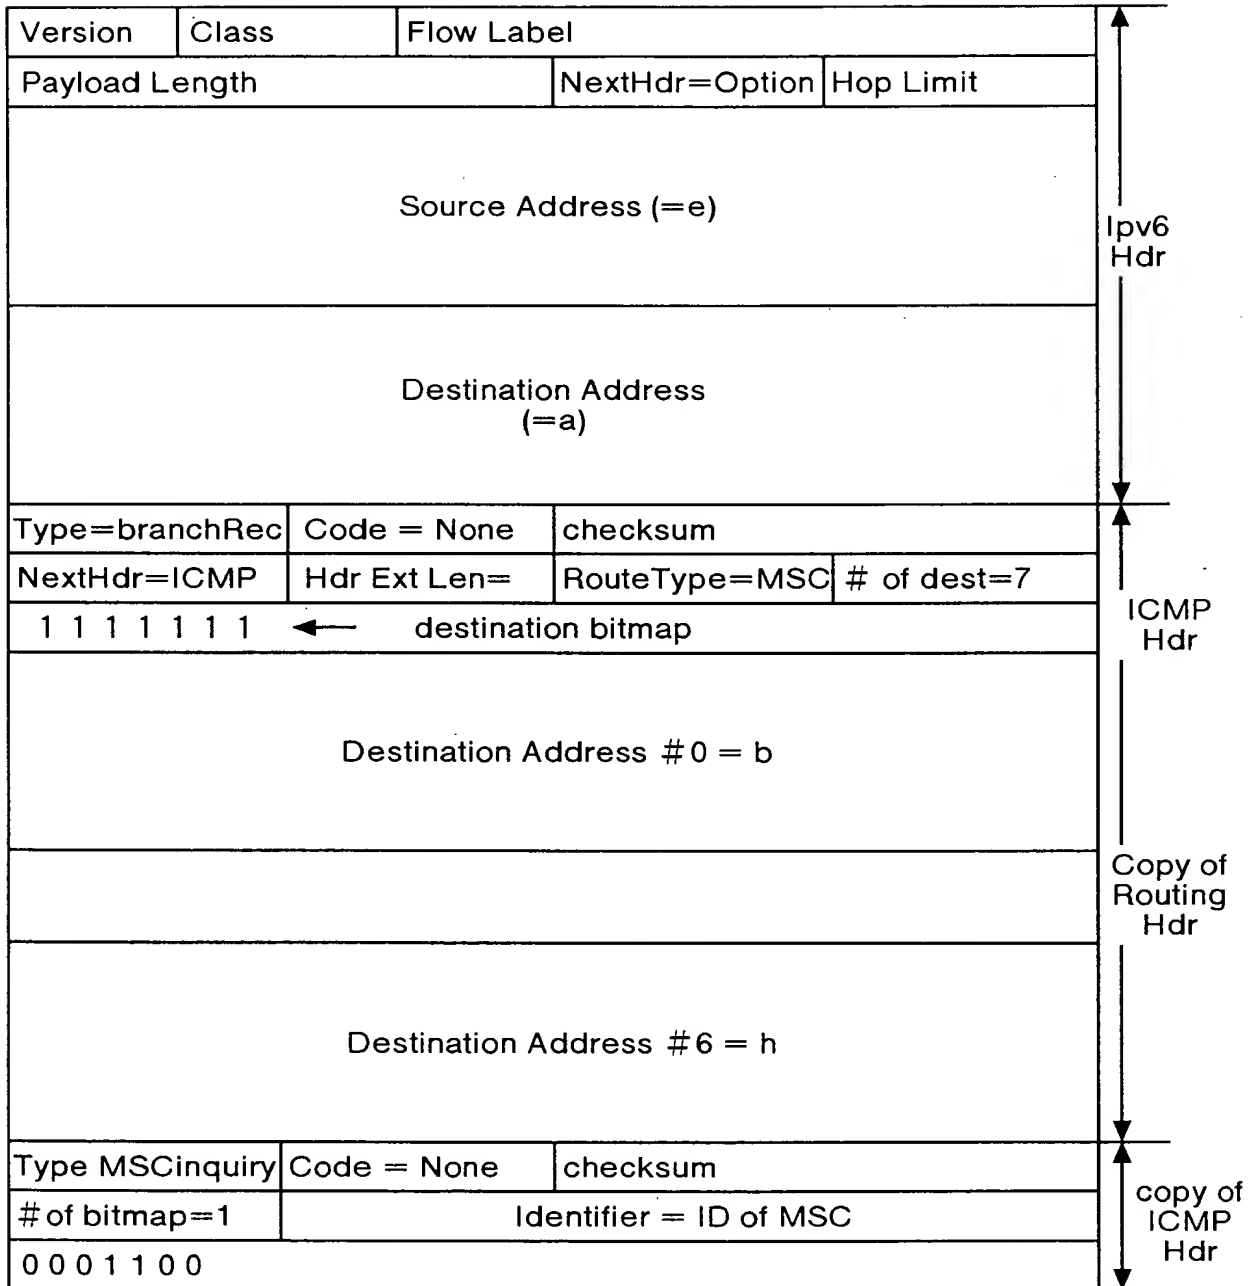 Version Class Flow Label
Payload Length NextHdr=Option Hop Limit
Source Address (=e)
Ipv6
Hdr
Destination Address
(=a)
Type=branchRec Code = None checksum
NextHdr=ICMP Hdr Ext Len= RouteType=MSC # of dest=7
ICMP
Hdr
1 1 1 1 1 1 1 ← destination bitmap
Destination Address #0 = b
Copy of
Routing
Hdr
Destination Address #6 = h
Type MSCinquiry Code = None checksum
# of bitmap=1 Identifier = ID of MSC
copy of
ICMP
Hdr
0 0 0 1 1 0 0